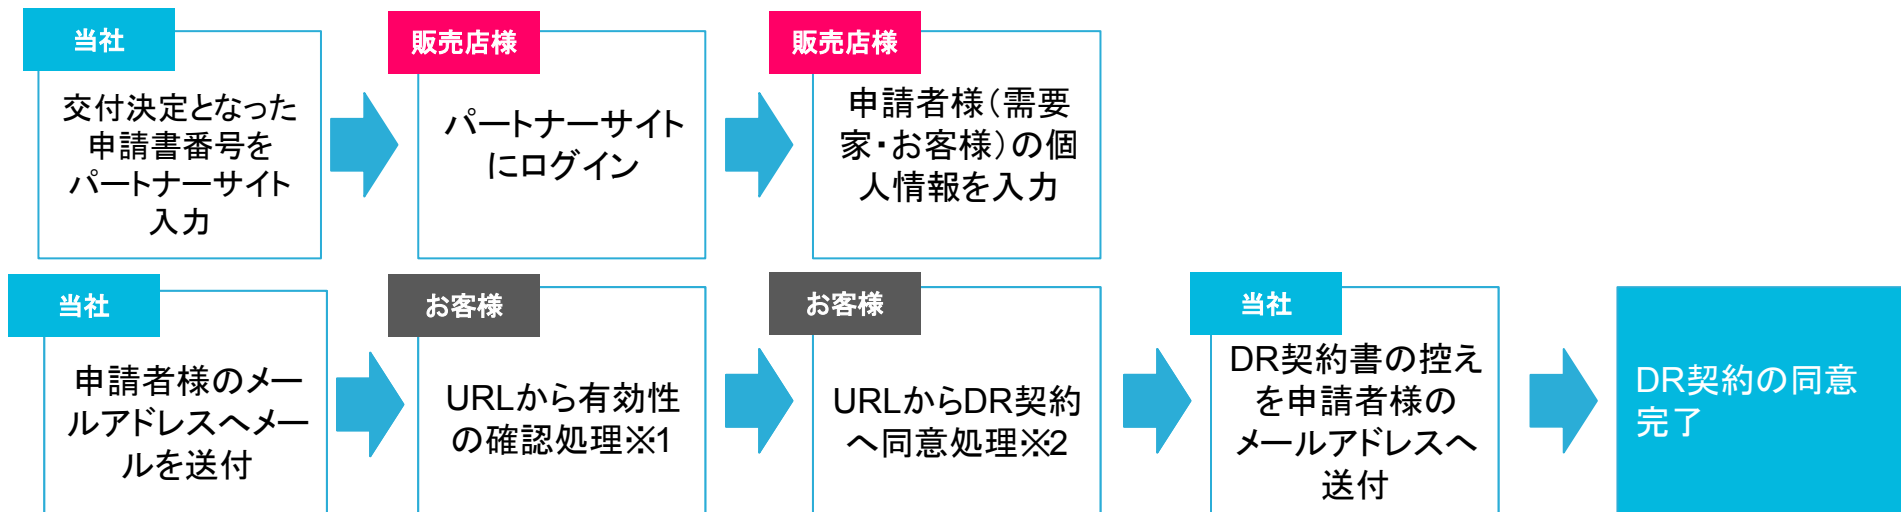 当社
交付決定となった
申請書番号を
パートナーサイト
入力
販売店様
パートナーサイト
にログイン
販売店様
申請者様（需要
家・お客様）の個
人情報を入力
当社
申請者様のメー
ルアドレスへメー
ルを送付
お客様
URLから有効性
の確認処理※1
お客様
URLからDR契約
へ同意処理※2
当社
DR契約書の控え
を申請者様の
メールアドレスへ
送付
DR契約の同意
完了